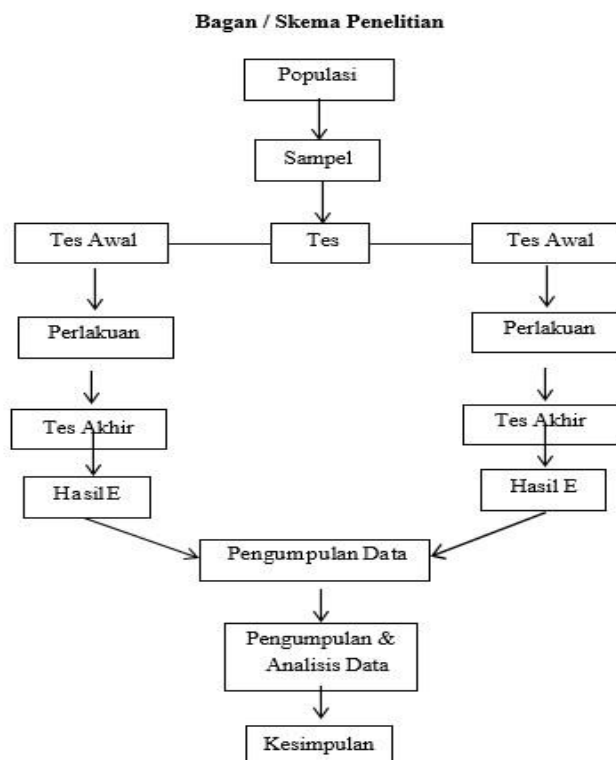 Bagan / Skema Penelitian
Populasi
Sampel
Tes Awal
Tes
Tes Awal
Perlakuan
Perlakuan
Tes Akhir
Tes Akhir
Hasil E
Hasil E
Pengumpulan Data
Pengumpulan &
Analisis Data
Kesimpulan